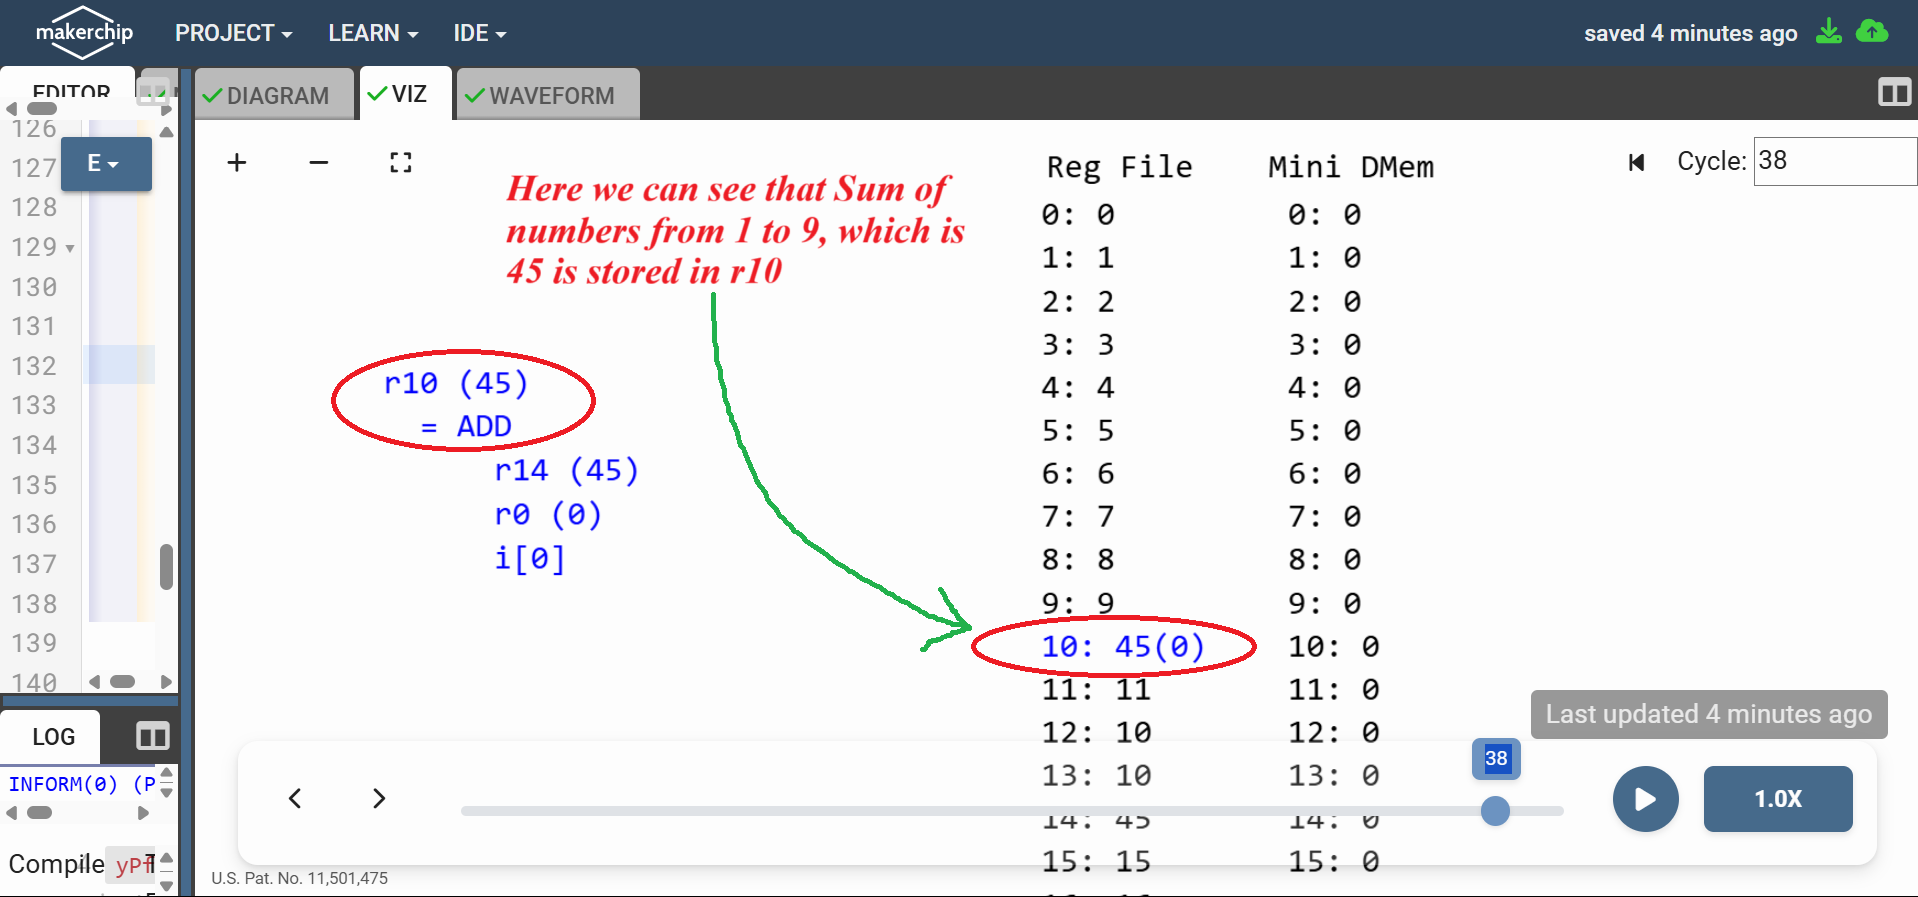 makerchip
PROJECT
LEARN
IDE
saved 4 minutes ago
EDITOR
DIAGRAM
VIZ
WAVEFORM
126
127
E
128
129
130
131
132
133
134
135
136
137
138
139
140
Cycle: 38
Here we can see that Sum of
numbers from 1 to 9, which is
45 is stored in r10
r10 (45)
= ADD
r14 (45)
r0 (0)
i[0]
Reg File Mini DMem
0: 0 0: 0
1: 1 1: 0
2: 2 2: 0
3: 3 3: 0
4: 4 4: 0
5: 5 5: 0
6: 6 6: 0
7: 7 7: 0
8: 8 8: 0
9: 9 9: 0
10: 45(0) 10: 0
11: 11 11: 0
12: 10 12: 0
13: 10 13: 0
14: 45 14: 0
15: 15 15: 0
Last updated 4 minutes ago
38
1.0X
LOG
INFORM(0) (P
Compile
U.S. Pat. No. 11,501,475